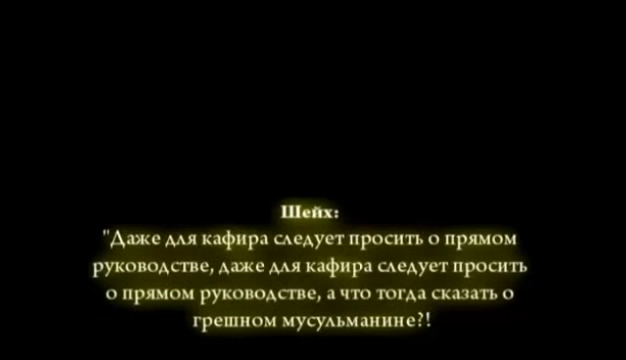 Шейх:
"Даже для кафира следует просить о прямом
руководстве, даже для кафира следует просить
о прямом руководстве, а что тогда сказать о
грешном мусульманине?!